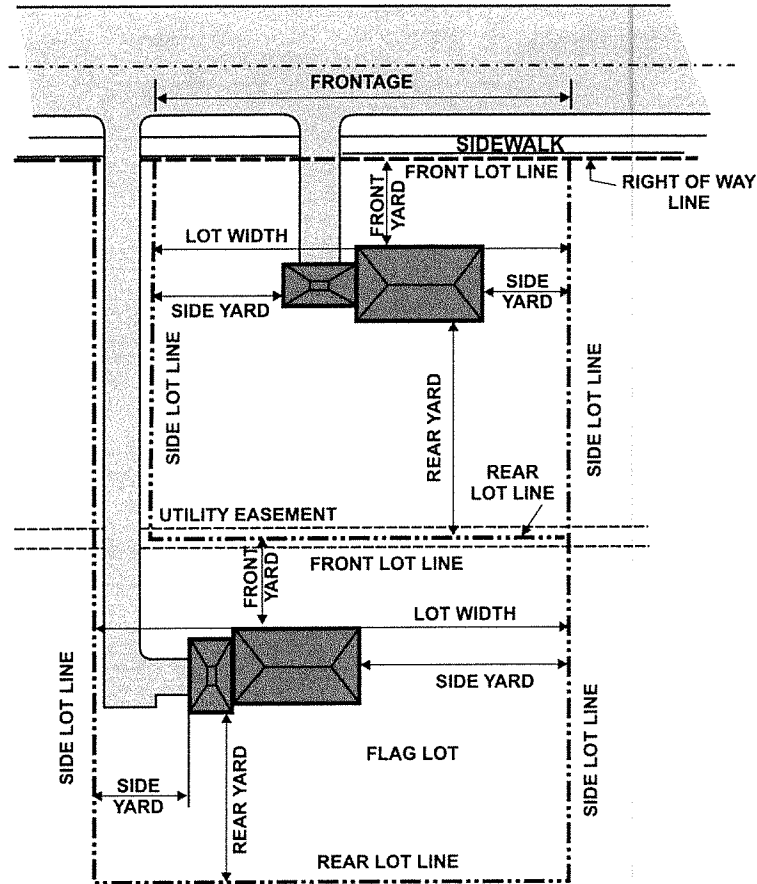 FRONTAGE
SIDEWALK
FRONT LOT LINE
RIGHT OF WAY
LINE
FRONT
YARD
LOT WIDTH
SIDE
YARD
SIDE YARD
SIDE LOT LINE
REAR YARD
SIDE LOT LINE
REAR
LOT LINE
UTILITY EASEMENT
FRONT LOT LINE
FRONT
YARD
LOT WIDTH
SIDE YARD
SIDE LOT LINE
SIDE LOT LINE
FLAG LOT
SIDE
YARD
REAR YARD
REAR LOT LINE